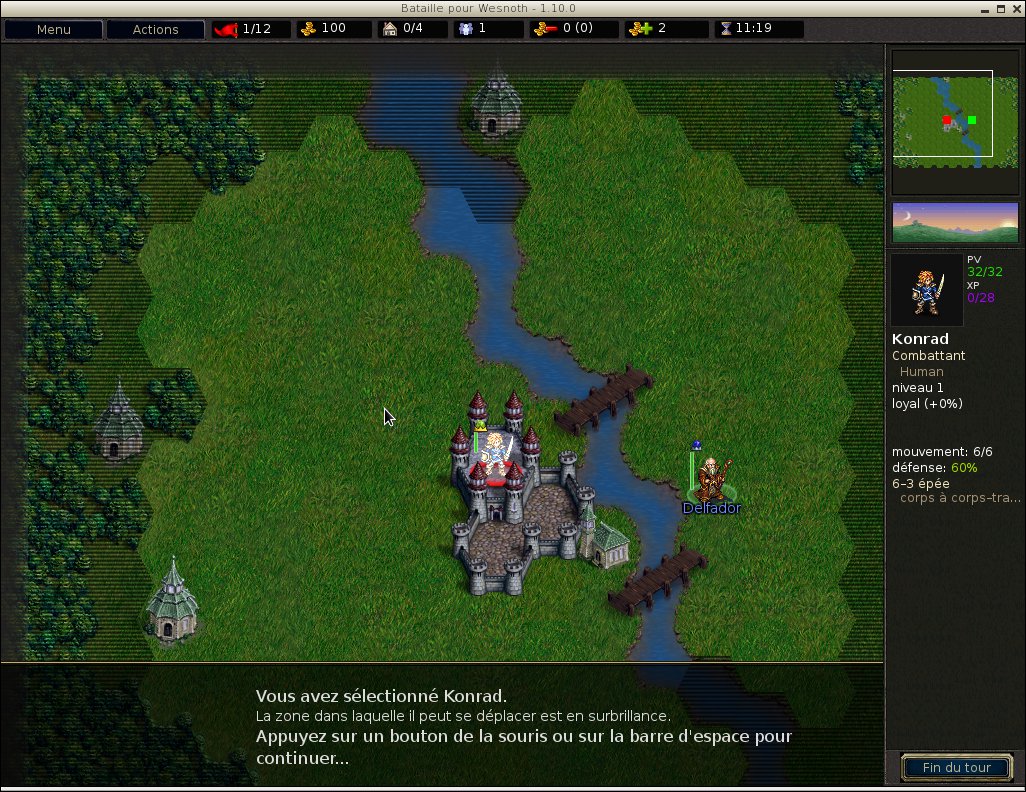 Bataille pour Wesnoth - 1.10.0
Menu
Actions
1/12
100
0/4
1
0 (0)
2
11:19
PV
32/32
XP
0/28
Konrad
Combattant
Human
niveau 1
loyal (+0%)
mouvement: 6/6
défense: 60%
6–3 épée
corps à corps–tra...
Delfador
Vous avez sélectionné Konrad.
La zone dans laquelle il peut se déplacer est en surbrillance.
Appuyez sur un bouton de la souris ou sur la barre d'espace pour
continuer...
Fin du tour